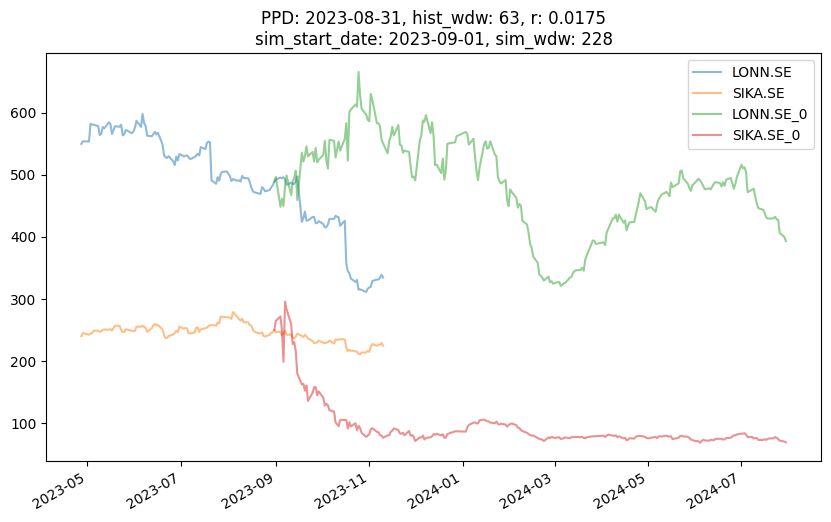 PPD: 2023-08-31, hist_wdw: 63, r: 0.0175
sim_start_date: 2023-09-01, sim_wdw: 228
LONN.SE
SIKA.SE
LONN.SE_0
SIKA.SE_0
600
500
400
300
200
100
2023-05
2023-07
2023-09
2023-11
2024-01
2024-03
2024-05
2024-07